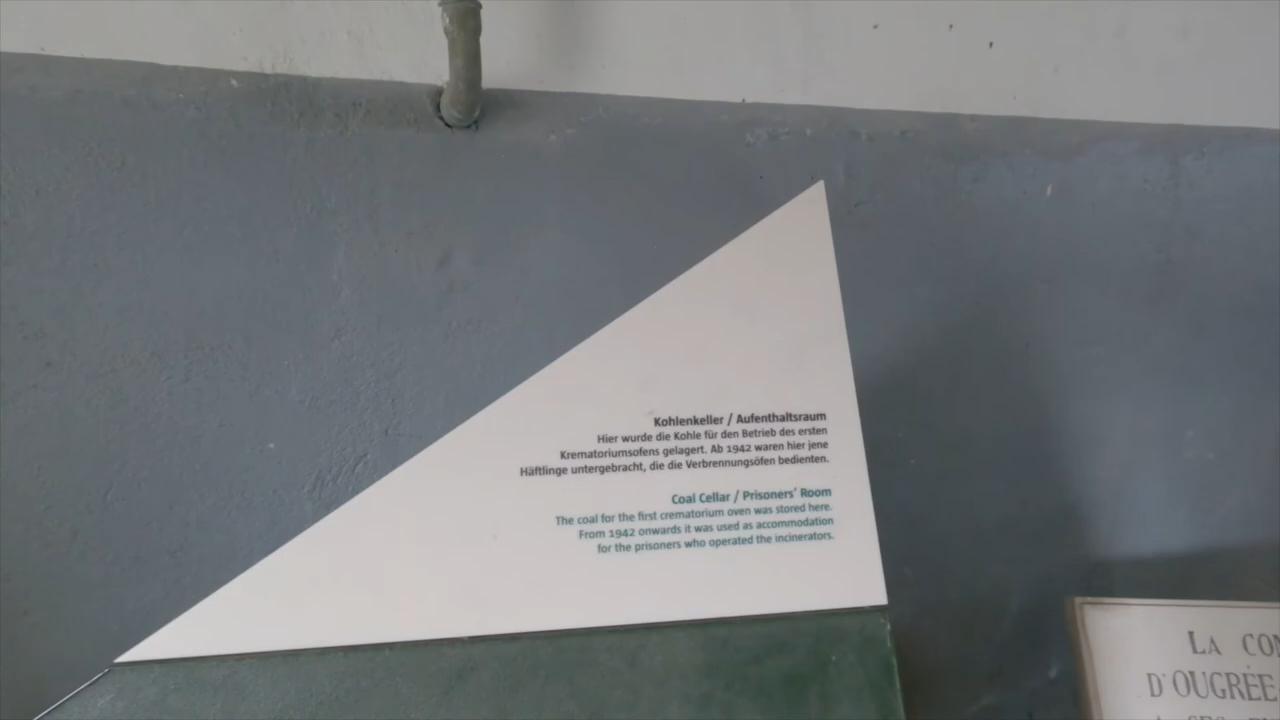 Kohlenkeller / Aufenthaltsraum
Hier wurde die Kohle für den Betrieb des ersten
Krematoriumsofens gelagert. Ab 1942 waren hier jene
Häftlinge untergebracht, die die Verbrennungsöfen bedienten.
Coal Cellar / Prisoners' Room
The coal for the first crematorium oven was stored here.
From 1942 onwards it was used as accommodation
for the prisoners who operated the incinerators.
LA
D'OUGRÉE